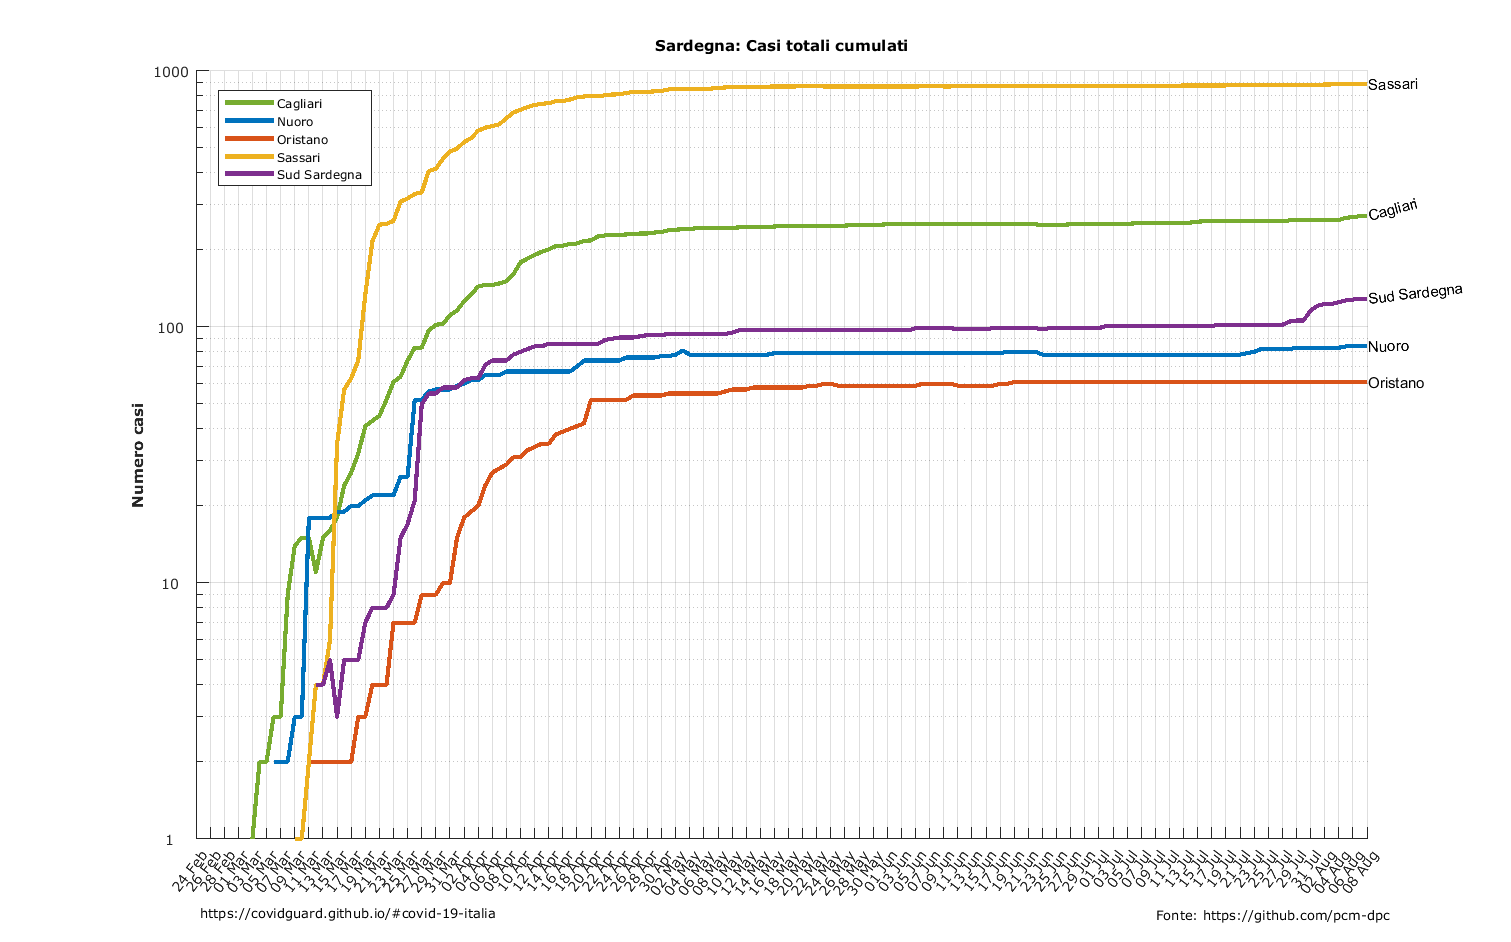 Sardegna: Casi totali cumulati
1000
100
10
1
Numero casi
Cagliari
Nuoro
Oristano
Sassari
Sud Sardegna
Sassari
Cagliari
Sud Sardegna
Nuoro
Oristano
24 Feb
26 Feb
28 Feb
01 Mar
03 Mar
05 Mar
07 Mar
09 Mar
11 Mar
13 Mar
15 Mar
17 Mar
19 Mar
21 Mar
23 Mar
25 Mar
27 Mar
29 Mar
31 Mar
02 Apr
04 Apr
06 Apr
08 Apr
10 Apr
12 Apr
14 Apr
16 Apr
18 Apr
20 Apr
22 Apr
24 Apr
26 Apr
28 Apr
30 Apr
02 May
04 May
06 May
08 May
10 May
12 May
14 May
16 May
18 May
20 May
22 May
24 May
26 May
28 May
30 May
01 Jun
03 Jun
05 Jun
07 Jun
09 Jun
11 Jun
13 Jun
15 Jun
17 Jun
19 Jun
21 Jun
23 Jun
25 Jun
27 Jun
29 Jun
01 Jul
03 Jul
05 Jul
07 Jul
09 Jul
11 Jul
13 Jul
15 Jul
17 Jul
19 Jul
21 Jul
23 Jul
25 Jul
27 Jul
29 Jul
31 Jul
02 Aug
04 Aug
06 Aug
08 Aug
https://covidguard.github.io/#covid-19-italia
Fonte: https://github.com/pcm-dpc